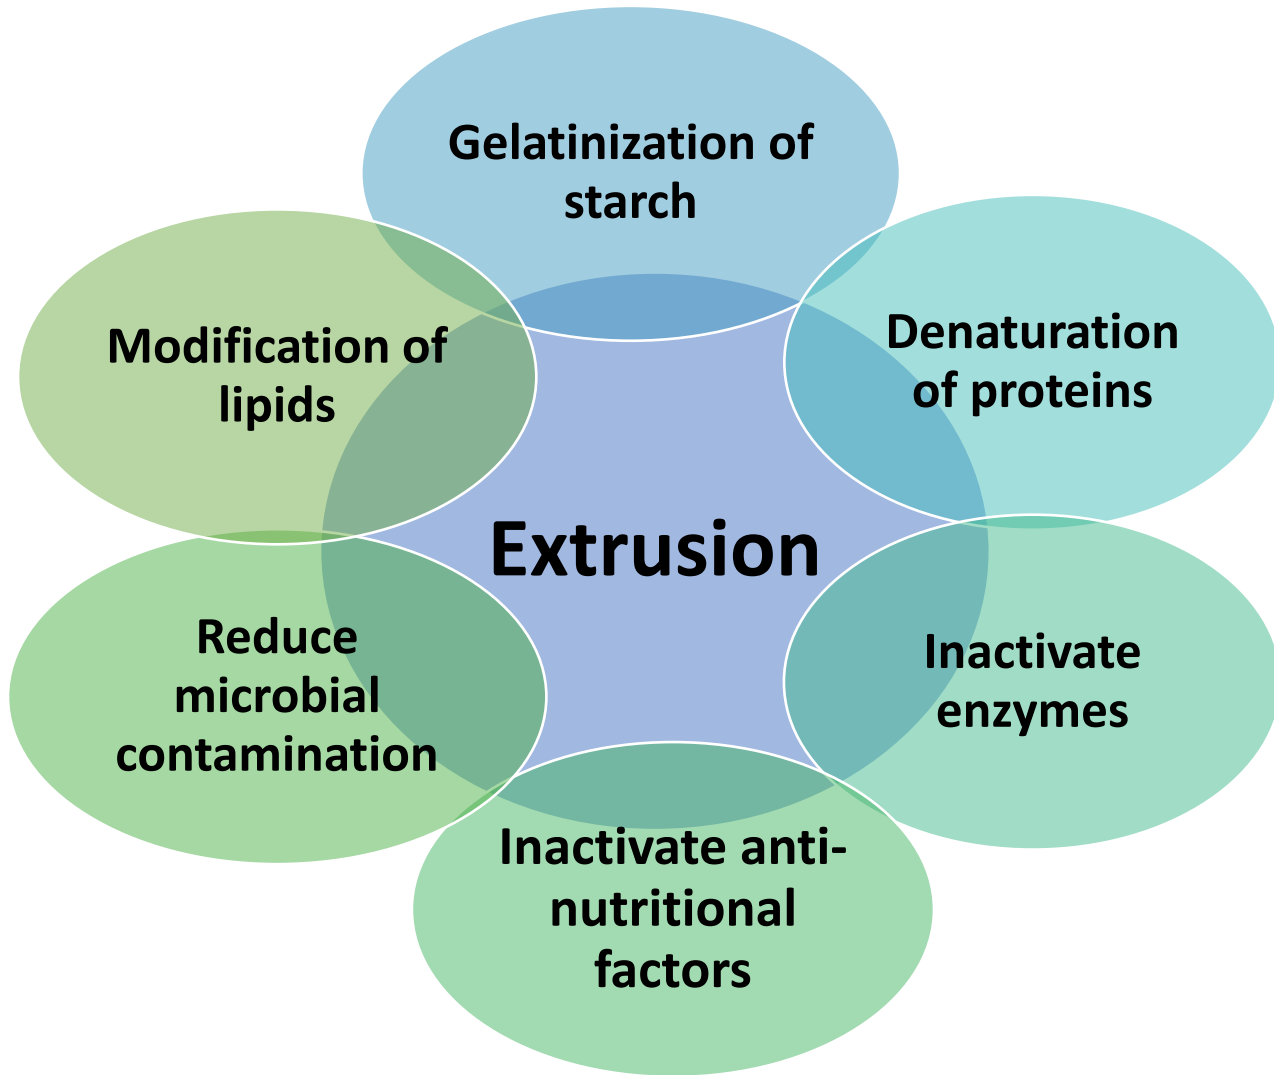 Gelatinization of
starch
Denaturation
of proteins
Modification of
lipids
Extrusion
Reduce
microbial
contamination
Inactivate
enzymes
Inactivate anti-
nutritional
factors